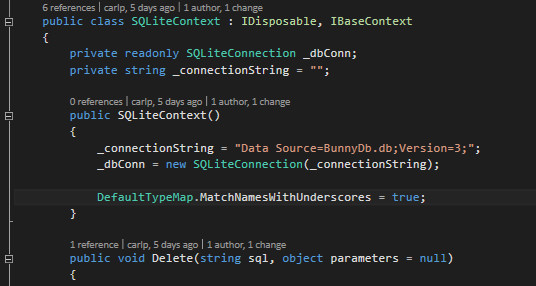 6 references | carlp, 5 days ago | 1 author, 1 change
public class SQLiteContext : IDisposable, IBaseContext
{
private readonly SQLiteConnection _dbConn;
private string _connectionString = "";
0 references | carlp, 5 days ago | 1 author, 1 change
public SQLiteContext()
{
_connectionString = "Data Source=BunnyDb.db;Version=3;";
_dbConn = new SQLiteConnection(_connectionString);
DefaultTypeMap.MatchNamesWithUnderscores = true;
}
1 reference | carlp, 5 days ago | 1 author, 1 change
public void Delete(string sql, object parameters = null)
{